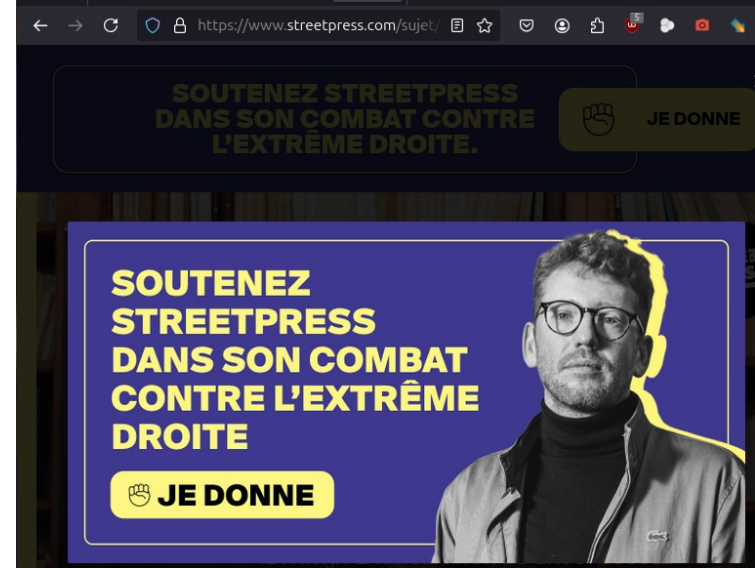 https://www.streetpress.com/sujet/
5
SOUTENEZ STREETPRESS
DANS SON COMBAT CONTRE
L'EXTRÊME DROITE.
JE DONNE
SOUTENEZ
STREETPRESS
DANS SON COMBAT
CONTRE L'EXTRÊME
DROITE
JE DONNE